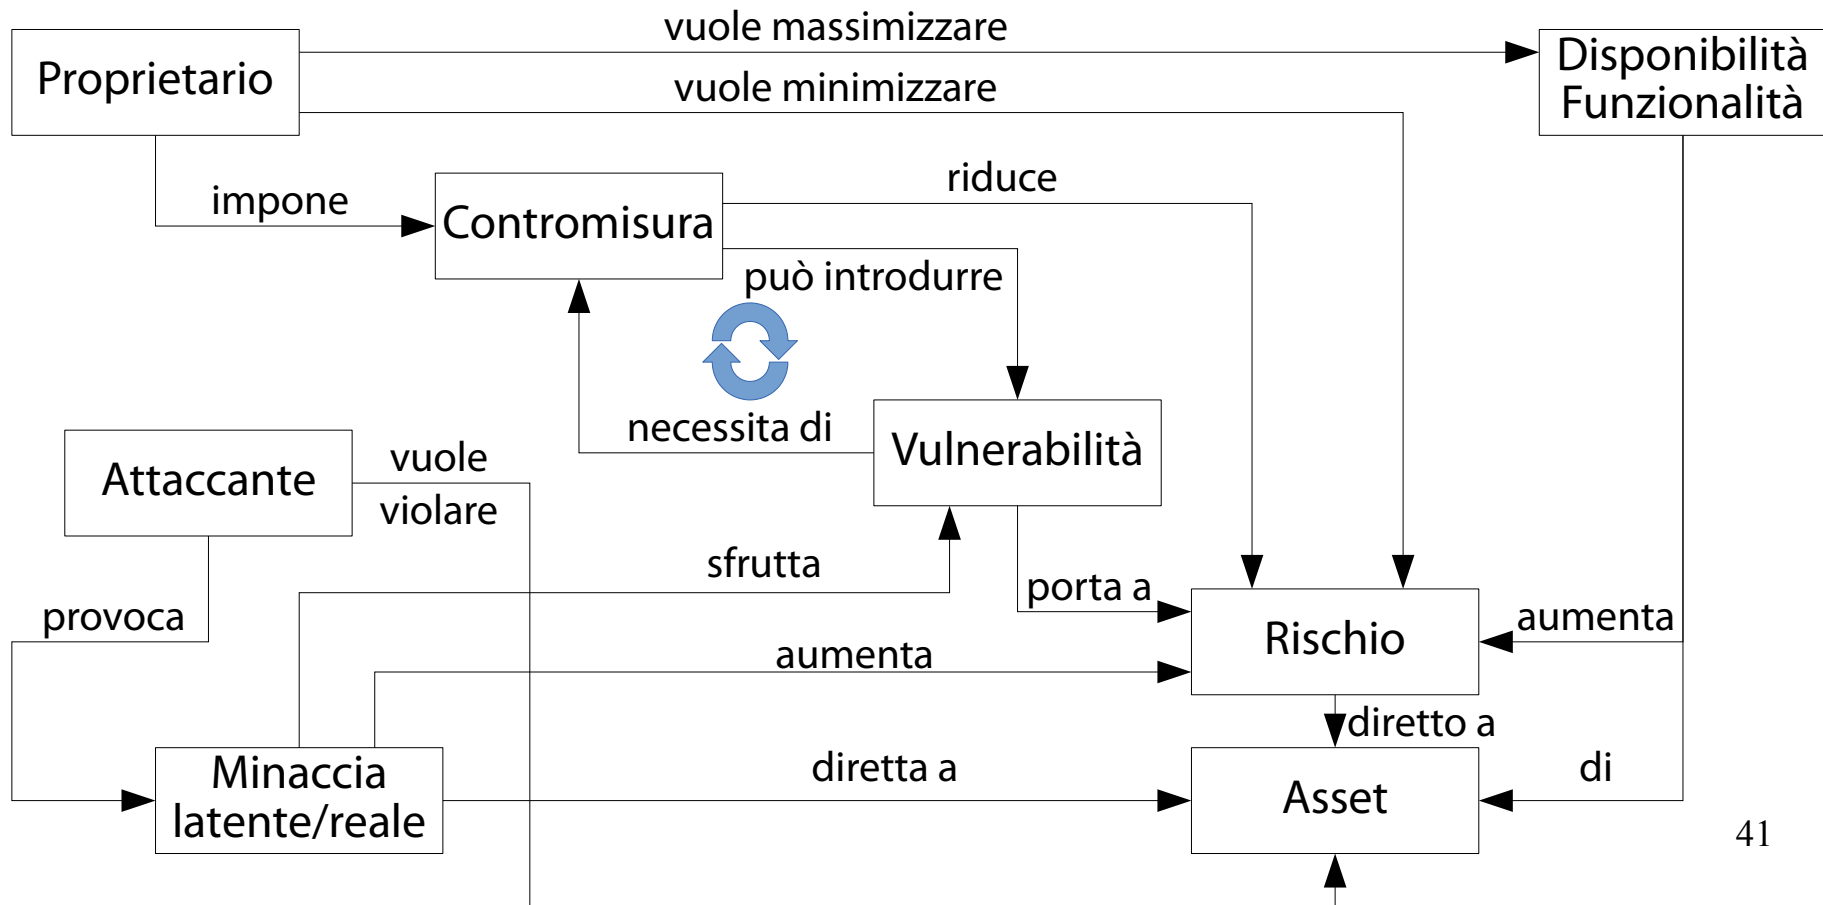 vuole massimizzare
Proprietario
Disponibilità
Funzionalità
vuole minimizzare
impone
Contromisura
riduce
può introdurre
necessita di
Vulnerabilità
Attaccante
vuole
violare
sfrutta
porta a
provoca
aumenta
Rischio
aumenta
diretto a
Minaccia
latente/reale
diretta a
Asset
di
41